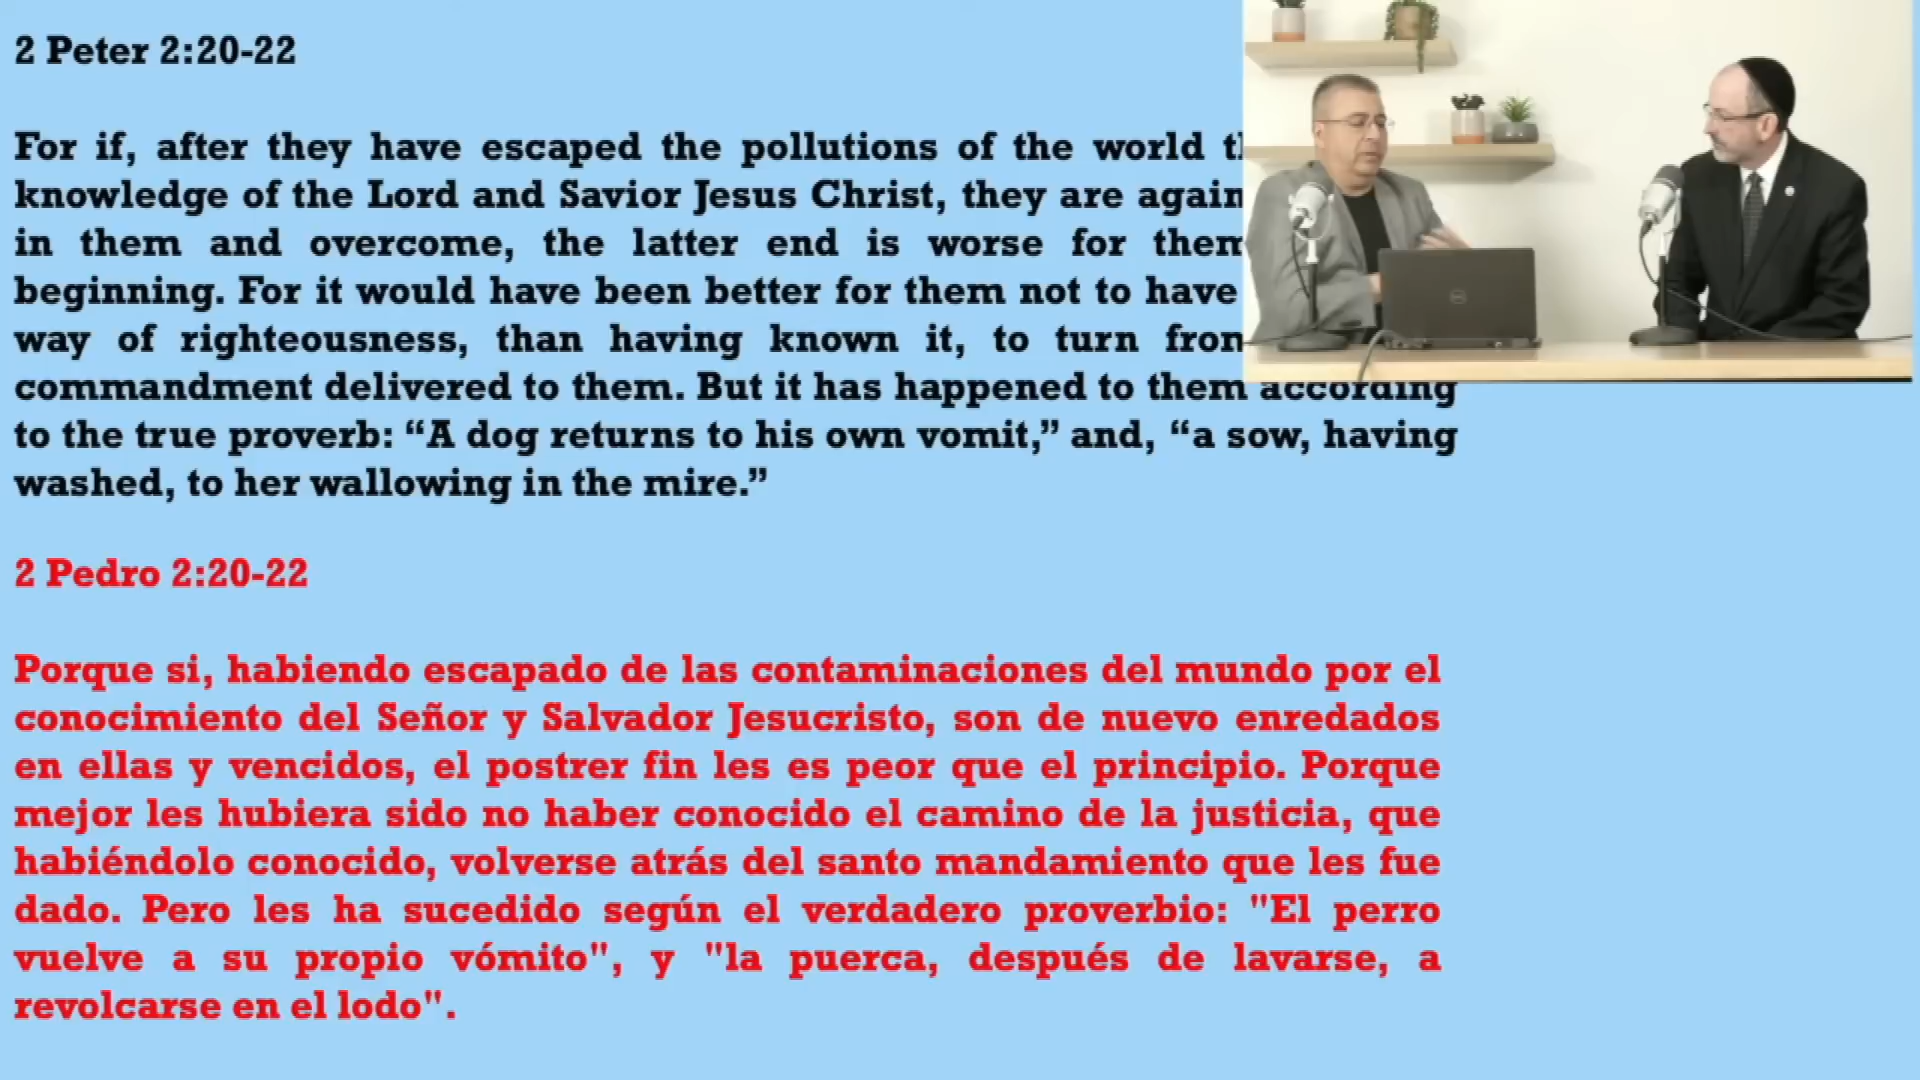 2 Peter 2:20-22
For if, after they have escaped the pollutions of the world
knowledge of the Lord and Savior Jesus Christ, they are again
in them and overcome, the latter end is worse for them
beginning. For it would have been better for them not to have
way of righteousness, than having known it, to turn from
commandment delivered to them. But it has happened to them according
to the true proverb: “A dog returns to his own vomit,” and, “a sow, having
washed, to her wallowing in the mire.”
2 Pedro 2:20-22
Porque si, habiendo escapado de las contaminaciones del mundo por el
conocimiento del Señor y Salvador Jesucristo, son de nuevo enredados
en ellas y vencidos, el postrer fin les es peor que el principio. Porque
mejor les hubiera sido no haber conocido el camino de la justicia, que
habiéndolo conocido, volverse atrás del santo mandamiento que les fue
dado. Pero les ha sucedido según el verdadero proverbio: "El perro
vuelve a su propio vómito", y "la puerca, después de lavarse, a
revolcarse en el lodo".